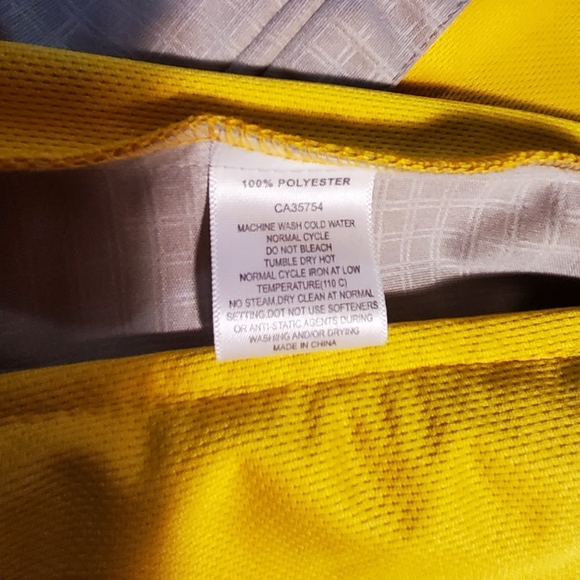 100% POLYESTER
CA35754
MACHINE WASH COLD WATER
NORMAL CYCLE
DO NOT BLEACH
TUMBLE DRY HOT
NORMAL CYCLE IRON AT LOW
TEMPERATURE(110 C)
NO STEAM.DRY CLEAN AT NORMAL
SETTING.DOT NOT USE SOFTENERS
OR ANTI-STATIC AGENTS DURING
WASHING AND/OR DRYING
MADE IN CHINA